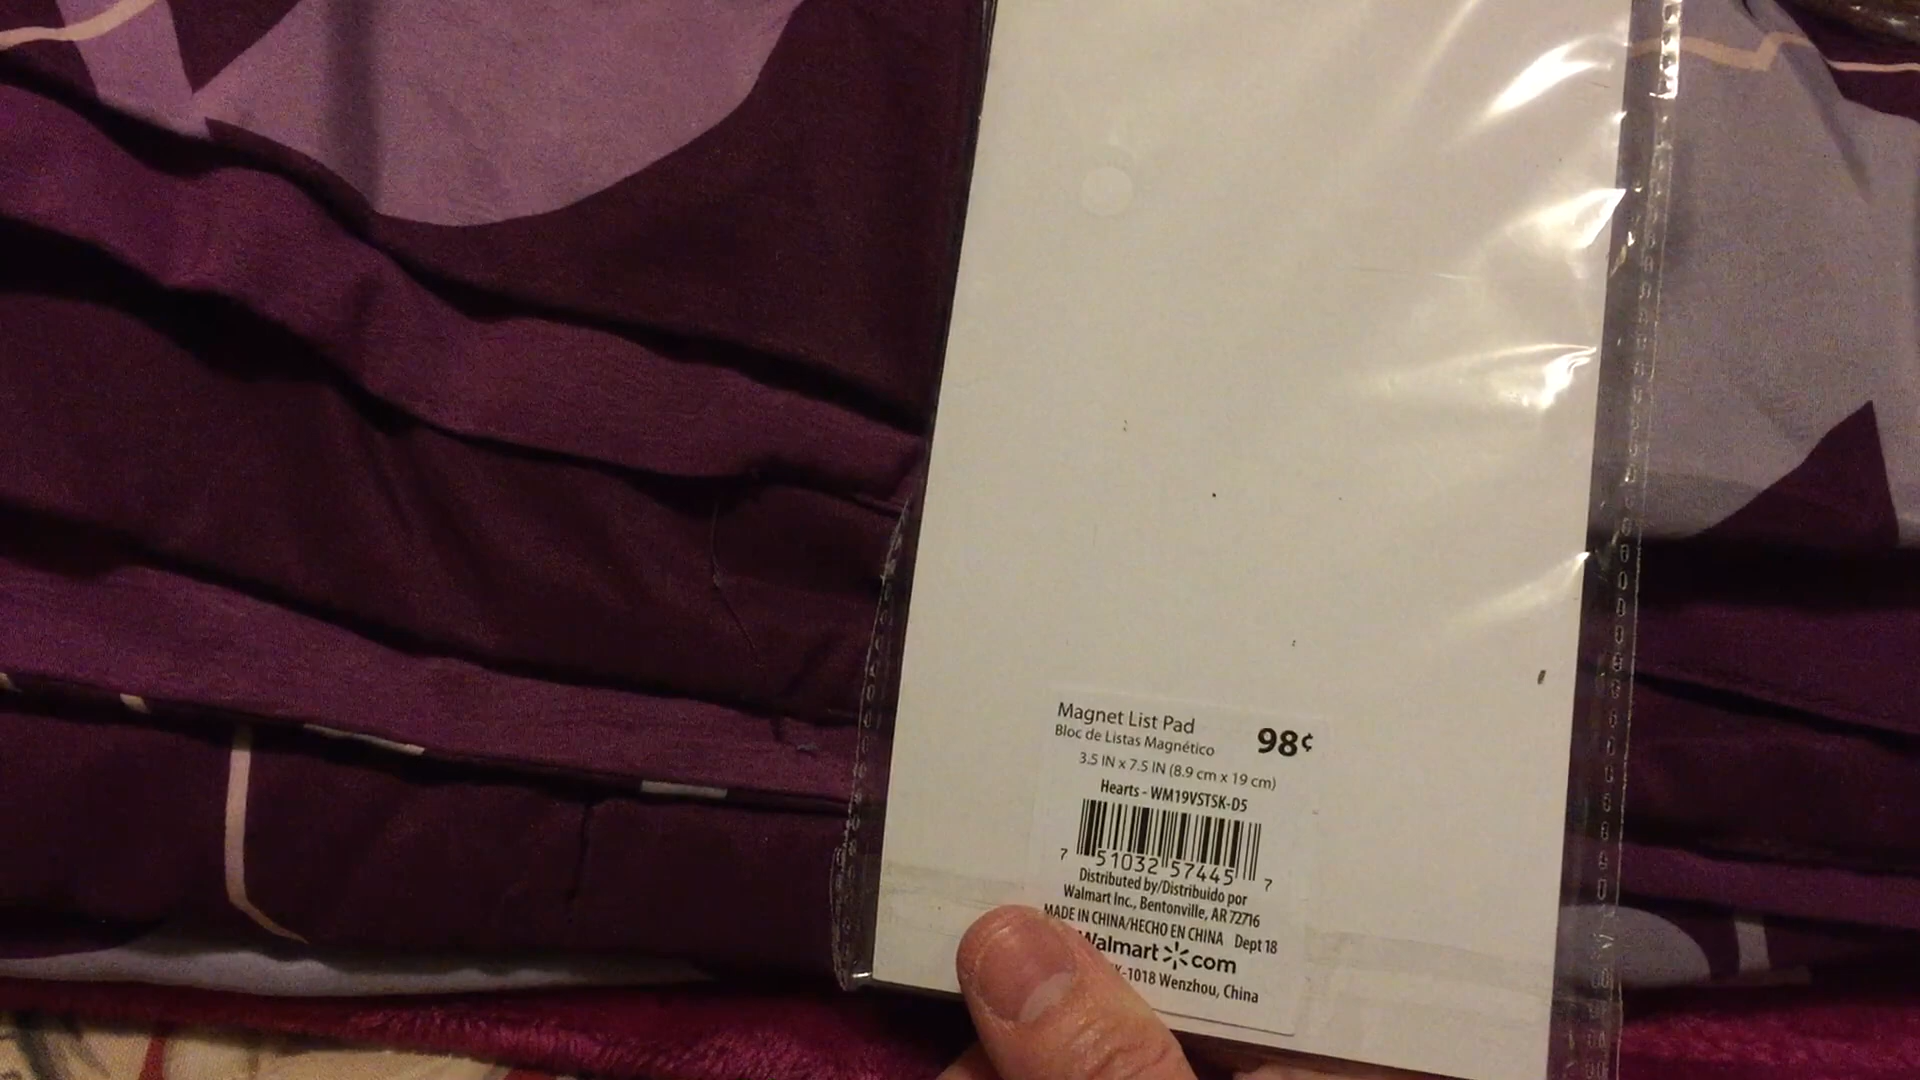 Magnet List Pad 98¢
Bloc de Listas Magnético
3.5 IN x 7.5 IN (8.9 cm x 19 cm)
Hearts - WM19VSTSK-D5
7 51032 57445 7
Distributed by/Distribuido por
Walmart Inc., Bentonville, AR 72716
MADE IN CHINA/HECHO EN CHINA Dept 18
Walmart com
-1018 Wenzhou, China